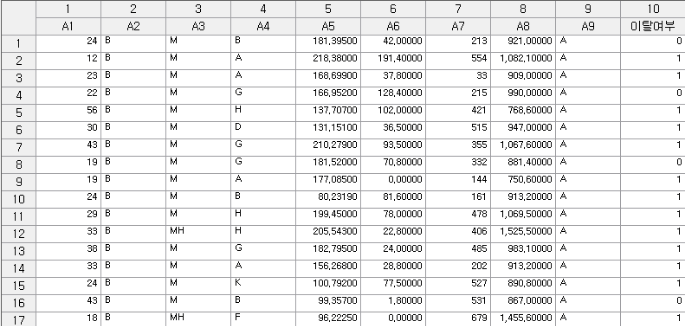 1 2 3 4 5 6 7 8 9 10
A1 A2 A3 A4 A5 A6 A7 A8 A9 이탈여부
1 24 B M B 181,39500 42,00000 213 921,00000 A 0
2 12 B M A 218,38000 191,40000 554 1,082,10000 A 1
3 23 B M A 168,69900 37,80000 33 909,00000 A 1
4 22 B M G 166,95200 128,40000 215 990,00000 A 0
5 56 B M H 137,70700 102,00000 421 768,60000 A 1
6 30 B M D 131,15100 36,50000 515 947,00000 A 1
7 43 B M G 210,27900 93,50000 355 1,067,60000 A 1
8 19 B M G 181,52000 70,80000 332 881,40000 A 0
9 19 B M A 177,08500 0,00000 144 750,60000 A 1
10 24 B M B 80,23190 81,60000 161 913,20000 A 1
11 29 B M H 199,45000 78,00000 478 1,069,50000 A 1
12 33 B MH H 205,54300 22,80000 406 1,525,50000 A 1
13 38 B M G 182,79500 24,00000 485 983,10000 A 1
14 33 B M A 156,26800 28,80000 202 913,20000 A 1
15 24 B M K 100,79200 77,50000 527 890,80000 A 1
16 43 B M B 99,35700 1,80000 531 867,00000 A 0
17 18 B MH F 96,22250 0,00000 679 1,455,60000 A 1